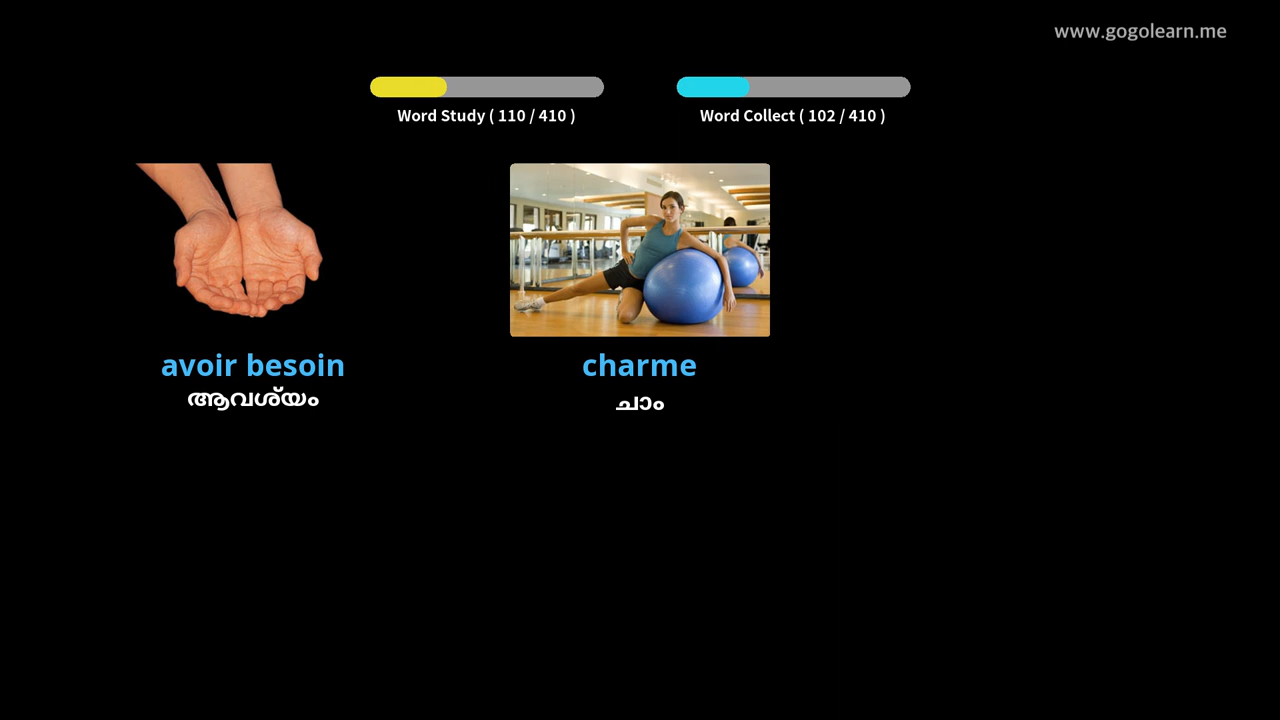 www.gogolearn.me
Word Study ( 110 / 410 )
Word Collect ( 102 / 410 )
avoir besoin
ആവശ്യം
charme
ചാം